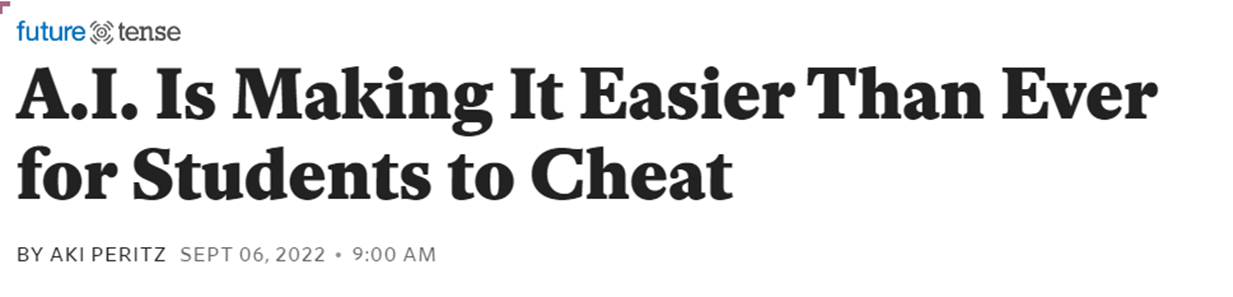 future tense
A.I. Is Making It Easier Than Ever
for Students to Cheat
BY AKI PERITZ SEPT 06, 2022 • 9:00 AM